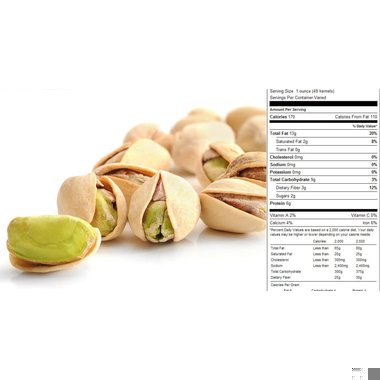 Serving Size 1 ounce (45 kernels)
Servings Per Container Varied
Amount Per Serving
Calories 170 Calories From Fat 110
% Daily Value*
Total Fat 13g 20%
Saturated Fat 2g 8%
Trans Fat 0g
Cholesterol 0mg 0%
Sodium 0mg 0%
Potassium 0mg 0%
Total Carbohydrate 9g 3%
Dietary Fiber 3g 12%
Sugars 2g
Protein 6g
Vitamin A 2% Vitamin C 0%
Calcium 4% Iron 6%
*Percent Daily Values are based on a 2,000 calorie diet. Your daily
values may be higher or lower depending on your calorie needs:
Calories: 2,000 2,500
Total Fat Less than 65g 80g
Saturated Fat Less than 20g 25g
Cholesterol Less than 300mg 300mg
Sodium Less than 2,400mg 2,400mg
Total Carbohydrate 300g 375g
Dietary Fiber 25g 30g
Calories Per Gram